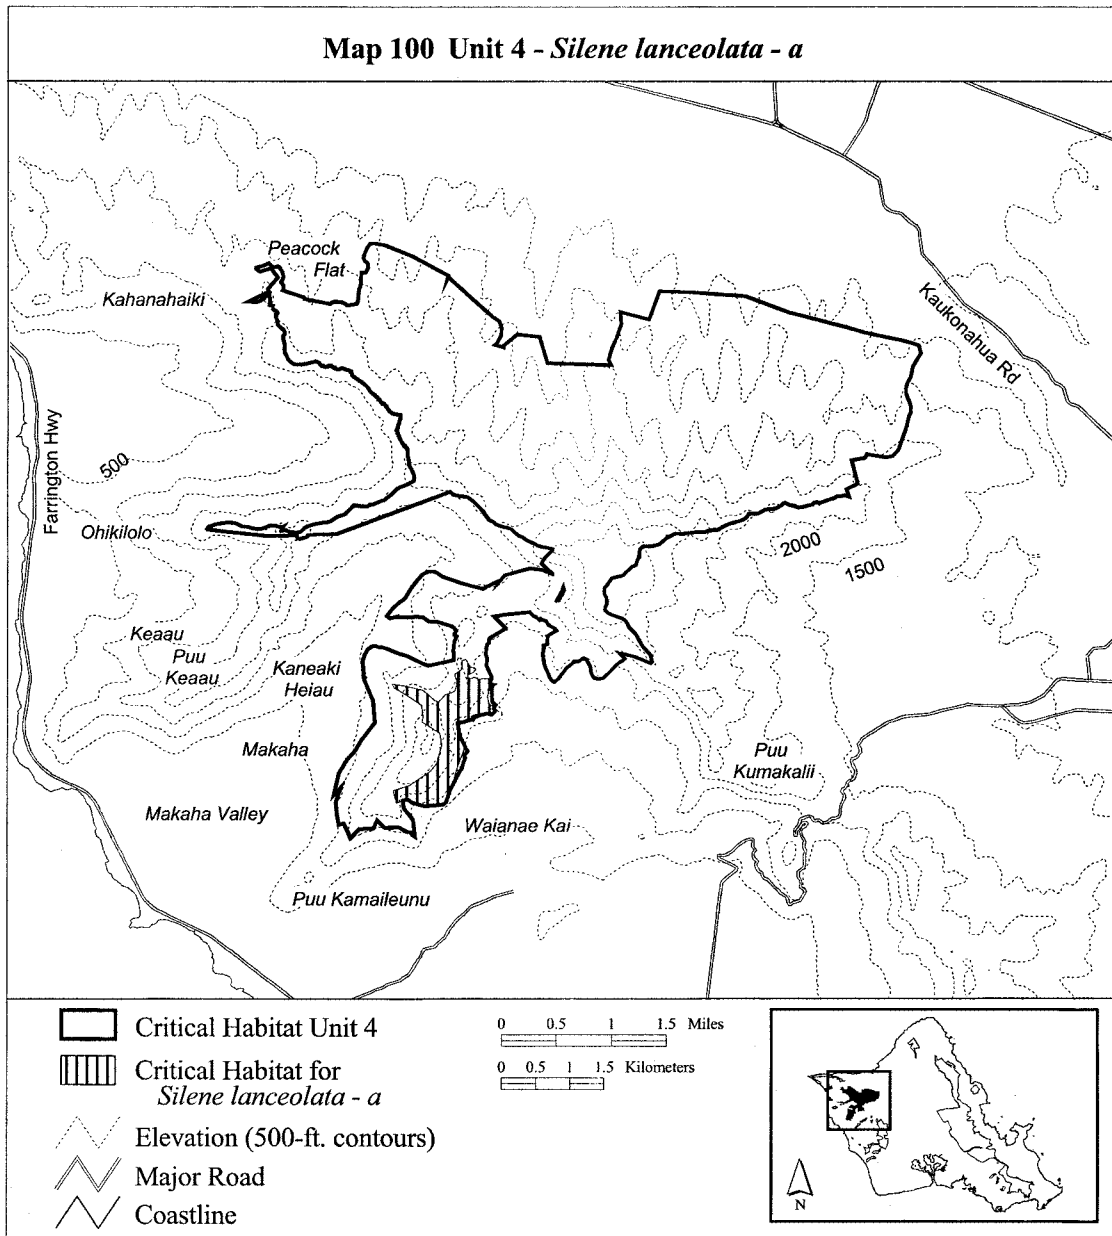 Map 100 Unit 4 - Silene lanceolata - a
Peacock
Flat
Kahanahaiki
Kaukonahua Rd
Farrington Hwy
500
Ohikilolo
2000
1500
Keaau
Puu
Keaau
Kaneaki
Heiau
Makaha
Puu
Kumakalii
Makaha Valley
Waianae Kai
Puu Kamaileunu
Critical Habitat Unit 4
Critical Habitat for
Silene lanceolata - a
Elevation (500-ft. contours)
Major Road
Coastline
0 0.5 1 1.5 Miles
0 0.5 1 1.5 Kilometers
N